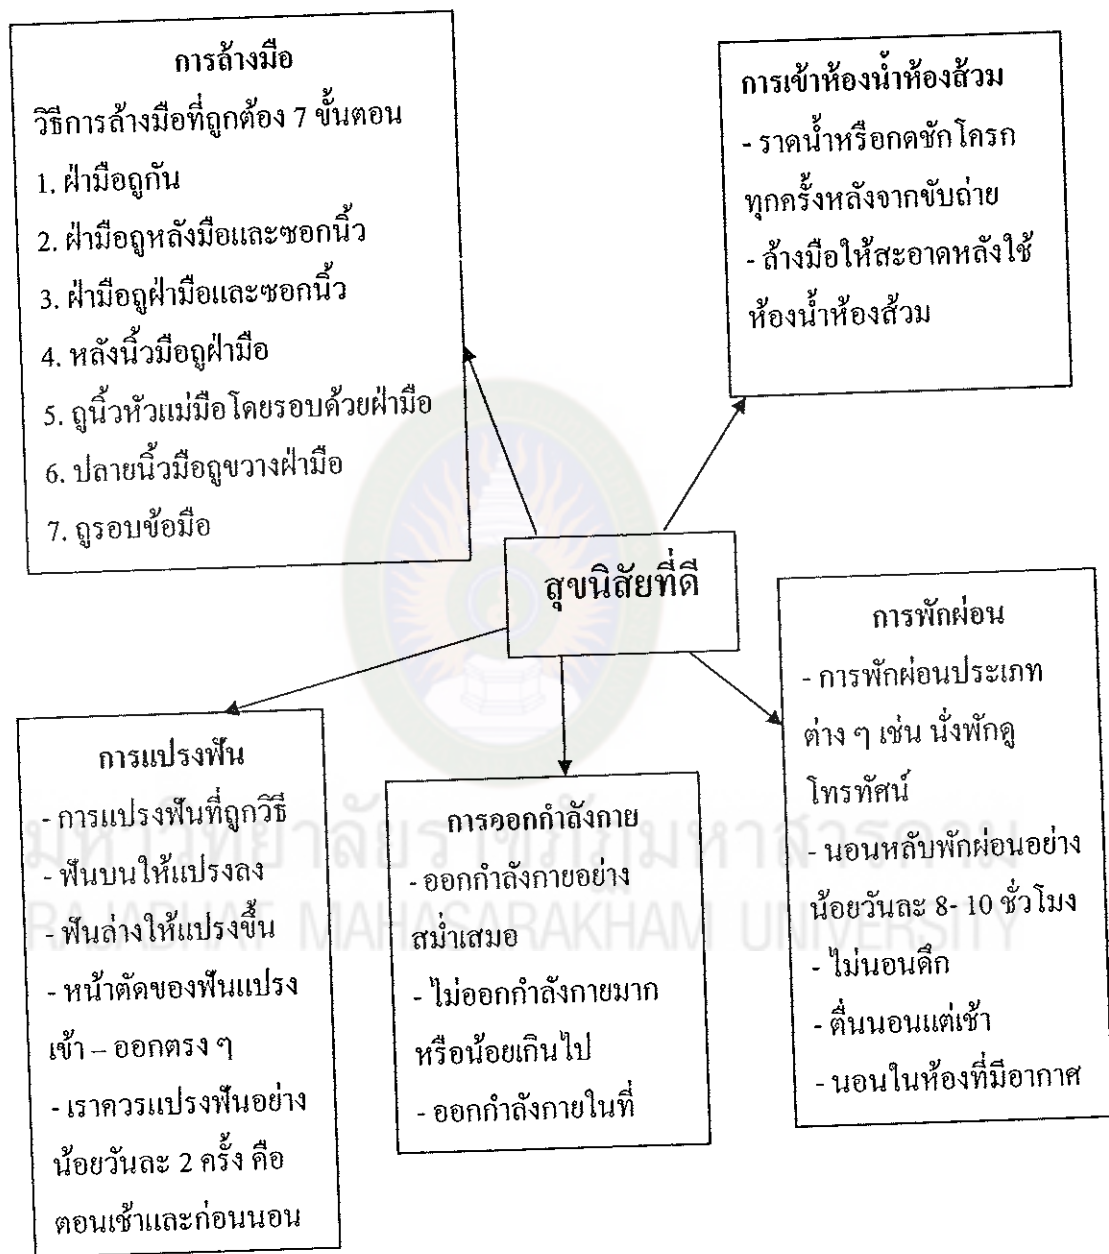 การล้างมือ
วิธีการล้างมือที่ถูกต้อง 7 ขั้นตอน
1. ฝ่ามือถูกัน
2. ฝ่ามือถูหลังมือและซอกนิ้ว
3. ฝ่ามือถูฝ่ามือและซอกนิ้ว
4. หลังนิ้วมือถูฝ่ามือ
5. ถูนิ้วหัวแม่มือโดยรอบด้วยฝ่ามือ
6. ปลายนิ้วมือถูขวางฝ่ามือ
7. ถูรอบข้อมือ
การเข้าห้องน้ำห้องส้วม
- ราดน้ำหรือกดชักโครก
ทุกครั้งหลังจากขับถ่าย
- ล้างมือให้สะอาดหลังใช้
ห้องน้ำห้องส้วม
สุขนิสัยที่ดี
การแปรงฟัน
- การแปรงฟันที่ถูกวิธี
- ฟันบนให้แปรงลง
- ฟันล่างให้แปรงขึ้น
- หน้าตัดของฟันแปรง
เข้า – ออกตรง ๆ
- เราควรแปรงฟันอย่าง
น้อยวันละ 2 ครั้ง คือ
ตอนเช้าและก่อนนอน
การออกกำลังกาย
- ออกกำลังกายอย่าง
สม่ำเสมอ
- ไม่ออกกำลังกายมาก
หรือน้อยเกินไป
- ออกกำลังกายในที่
การพักผ่อน
- การพักผ่อนประเภท
ต่าง ๆ เช่น นั่งพักดู
โทรทัศน์
- นอนหลับพักผ่อนอย่าง
น้อยวันละ 8- 10 ชั่วโมง
- ไม่นอนดึก
- ตื่นนอนแต่เช้า
- นอนในห้องที่มีอากาศ
มหาวิทยาลัยราชภัฏมหาสารคาม
RAJABHAT MAHASARAKHAM UNIVERSITY